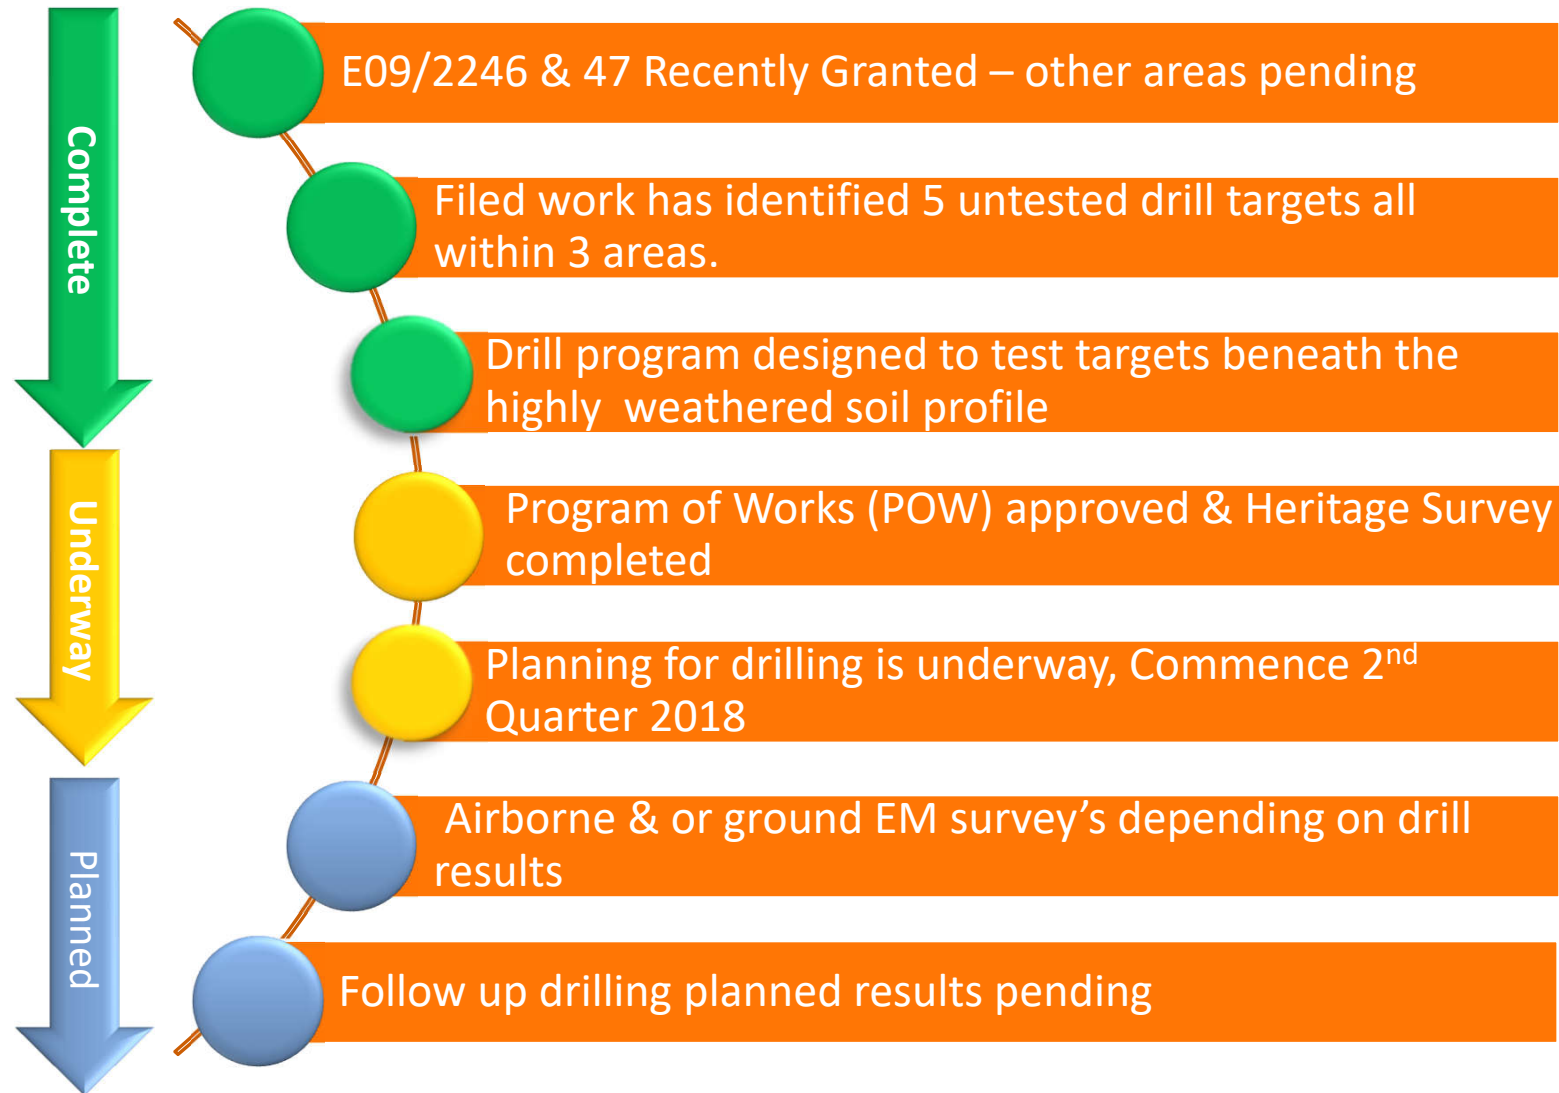 Complete
E09/2246 & 47 Recently Granted – other areas pending
Filed work has identified 5 untested drill targets all
within 3 areas.
Drill program designed to test targets beneath the
highly  weathered soil profile
Underway
Program of Works (POW) approved & Heritage Survey
completed
Planning for drilling is underway, Commence 2nd
Quarter 2018
Planned
Airborne & or ground EM survey’s depending on drill
results
Follow up drilling planned results pending